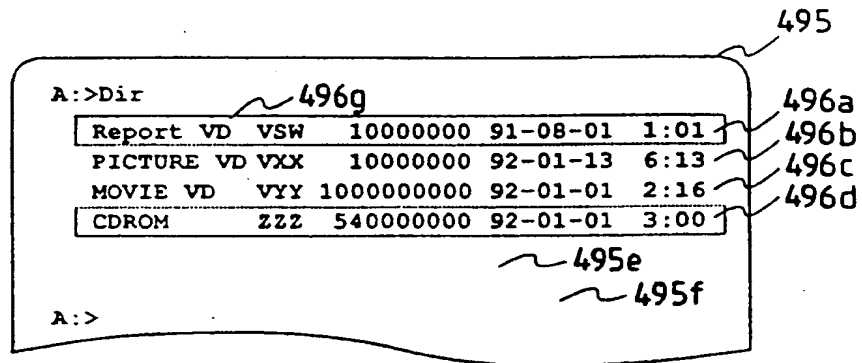 495
A:>Dir
496g
496a
Report VD VSW 10000000 91-08-01 1:01
496b
PICTURE VD VXX 10000000 92-01-13 6:13
496c
MOVIE VD VYY 1000000000 92-01-01 2:16
496d
CDROM ZZZ 540000000 92-01-01 3:00
495e
495f
A:>